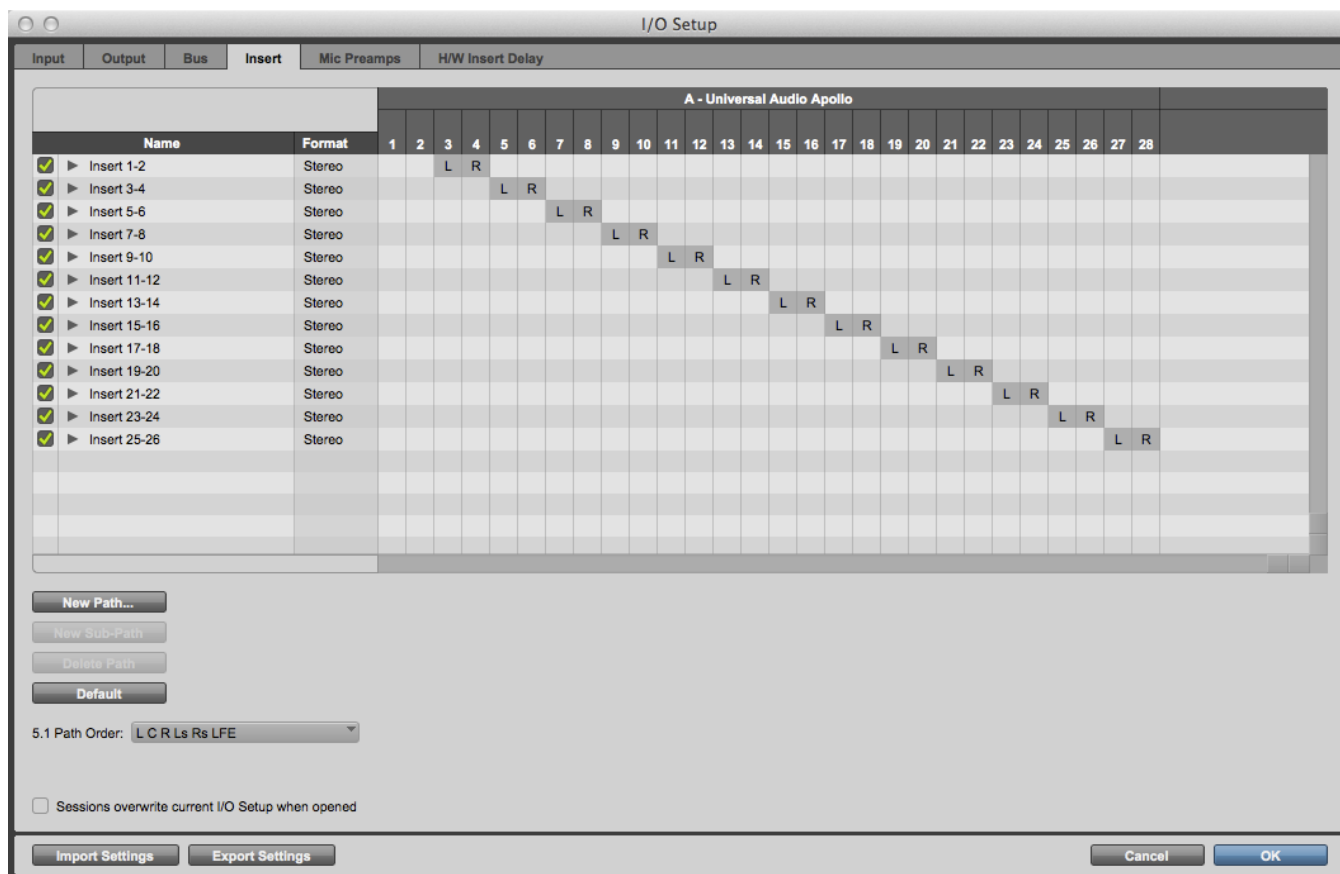 I/O Setup
Input Output Bus Insert Mic Preamps H/W Insert Delay
A - Universal Audio Apollo
Name Format 1 2 3 4 5 6 7 8 9 10 11 12 13 14 15 16 17 18 19 20 21 22 23 24 25 26 27 28
Insert 1-2 Stereo L R
Insert 3-4 Stereo L R
Insert 5-6 Stereo L R
Insert 7-8 Stereo L R
Insert 9-10 Stereo L R
Insert 11-12 Stereo L R
Insert 13-14 Stereo L R
Insert 15-16 Stereo L R
Insert 17-18 Stereo L R
Insert 19-20 Stereo L R
Insert 21-22 Stereo L R
Insert 23-24 Stereo L R
Insert 25-26 Stereo L R
New Path...
New Sub-Path
Delete Path
Default
5.1 Path Order: L C R Ls Rs LFE
Sessions overwrite current I/O Setup when opened
Import Settings Export Settings Cancel OK